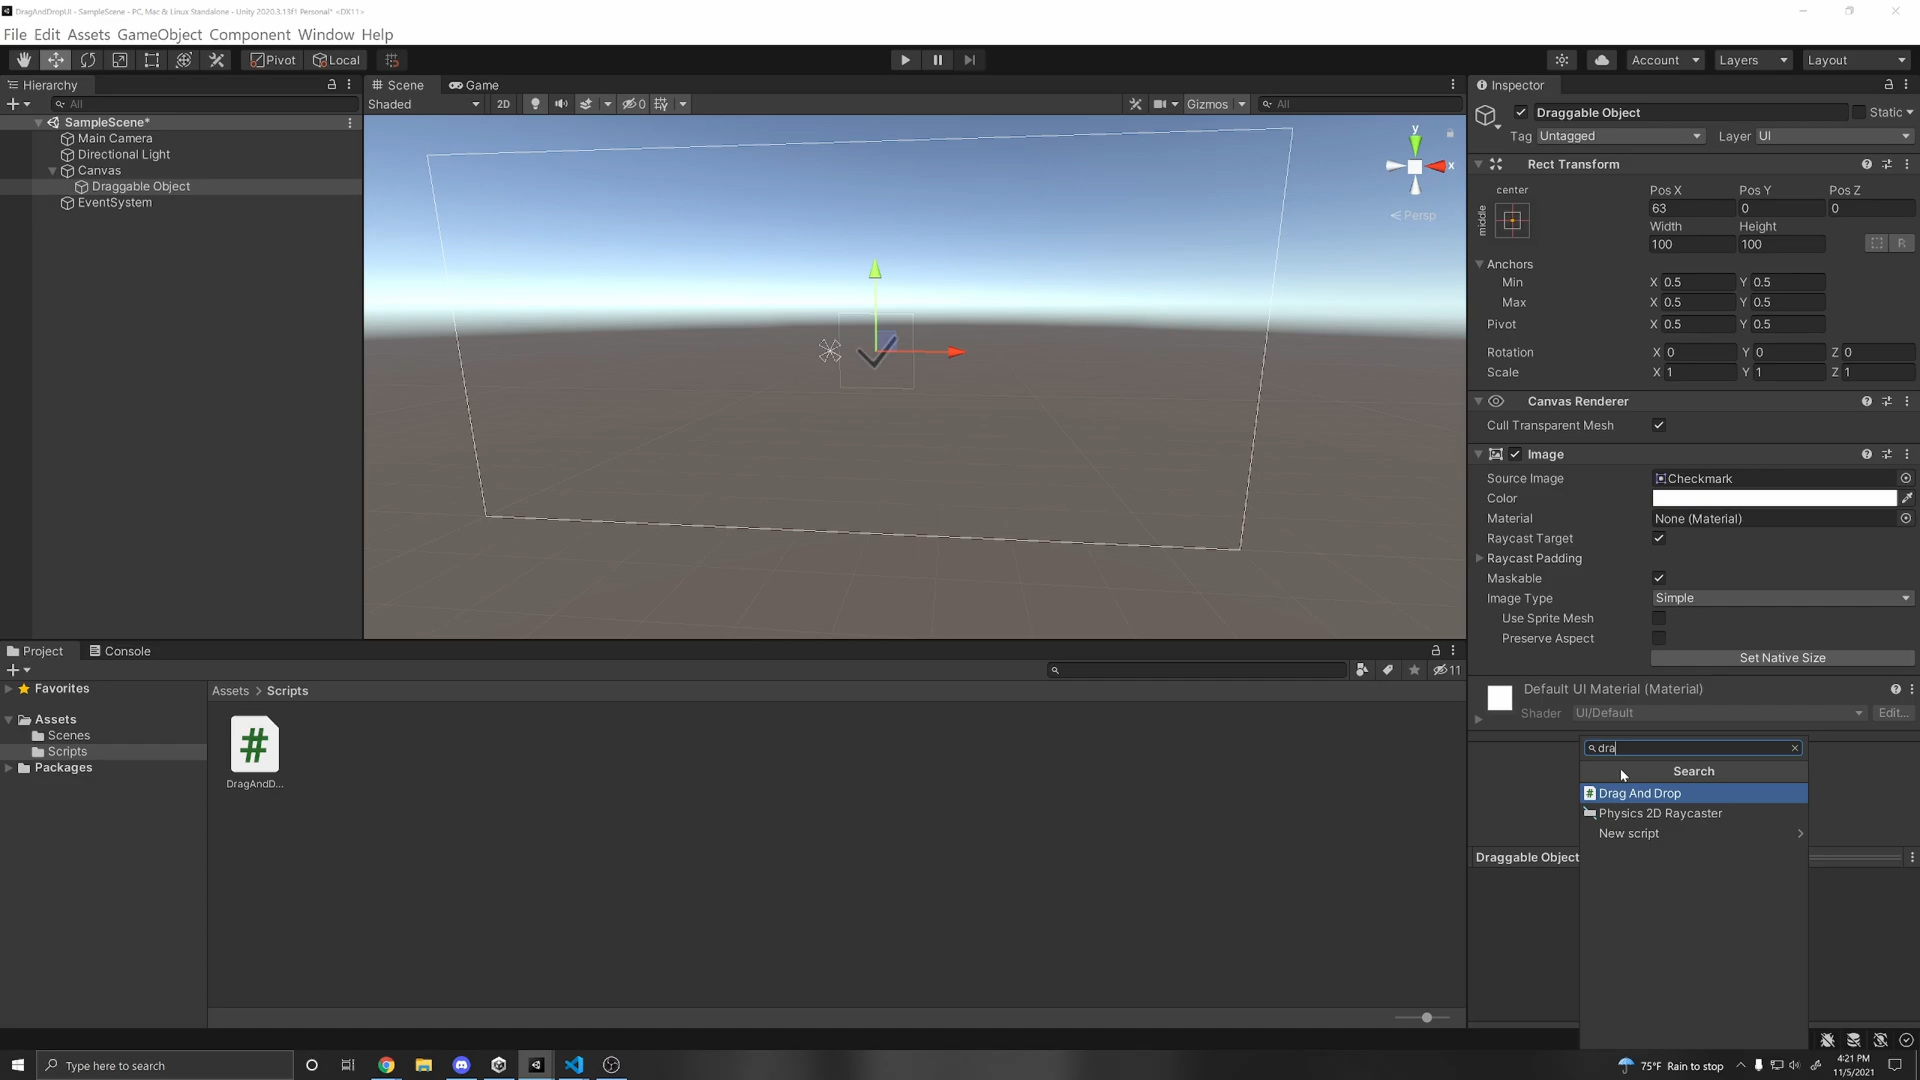 DragAndDropUI - SampleScene - PC, Mac & Linux Standalone - Unity 2020.3.13f1 Personal* <DX11>
File Edit Assets GameObject Component Window Help
Pivot Local
Account Layers Layout
Hierarchy
All
SampleScene*
Main Camera
Directional Light
Canvas
Draggable Object
EventSystem
Scene Game
Shaded 2D 0 Gizmos All
y
x
Persp
Inspector
Draggable Object Static
Tag Untagged Layer UI
Rect Transform
center
middle
Pos X Pos Y Pos Z
63 0 0
Width Height
100 100
R
Anchors
Min X 0.5 Y 0.5
Max X 0.5 Y 0.5
Pivot X 0.5 Y 0.5
Rotation X 0 Y 0 Z 0
Scale X 1 Y 1 Z 1
Canvas Renderer
Cull Transparent Mesh
Image
Source Image Checkmark
Color
Material None (Material)
Raycast Target
Raycast Padding
Maskable
Image Type Simple
Use Sprite Mesh
Preserve Aspect
Set Native Size
Default UI Material (Material)
Shader UI/Default Edit...
dra
Search
# Drag And Drop
Physics 2D Raycaster
New script
Draggable Object
Project Console
11
Favorites
Assets
Scenes
Scripts
Packages
Assets > Scripts
#
DragAndD...
Type here to search
75°F Rain to stop
4:21 PM
11/5/2021